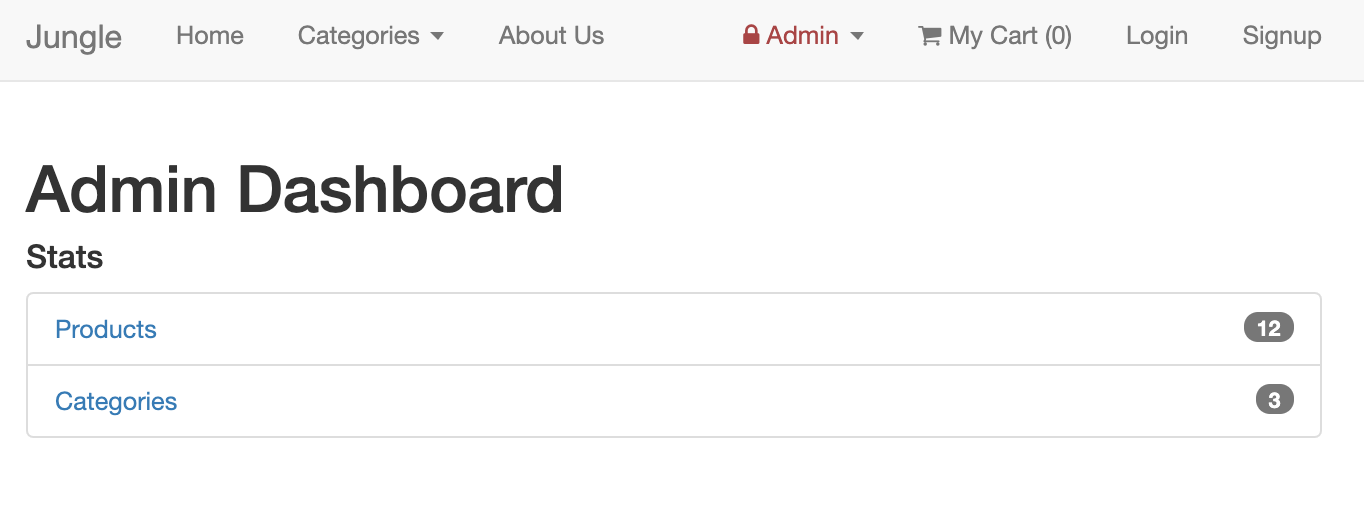 Jungle Home Categories About Us Admin My Cart (0) Login Signup
Admin Dashboard
Stats
Products 12
Categories 3